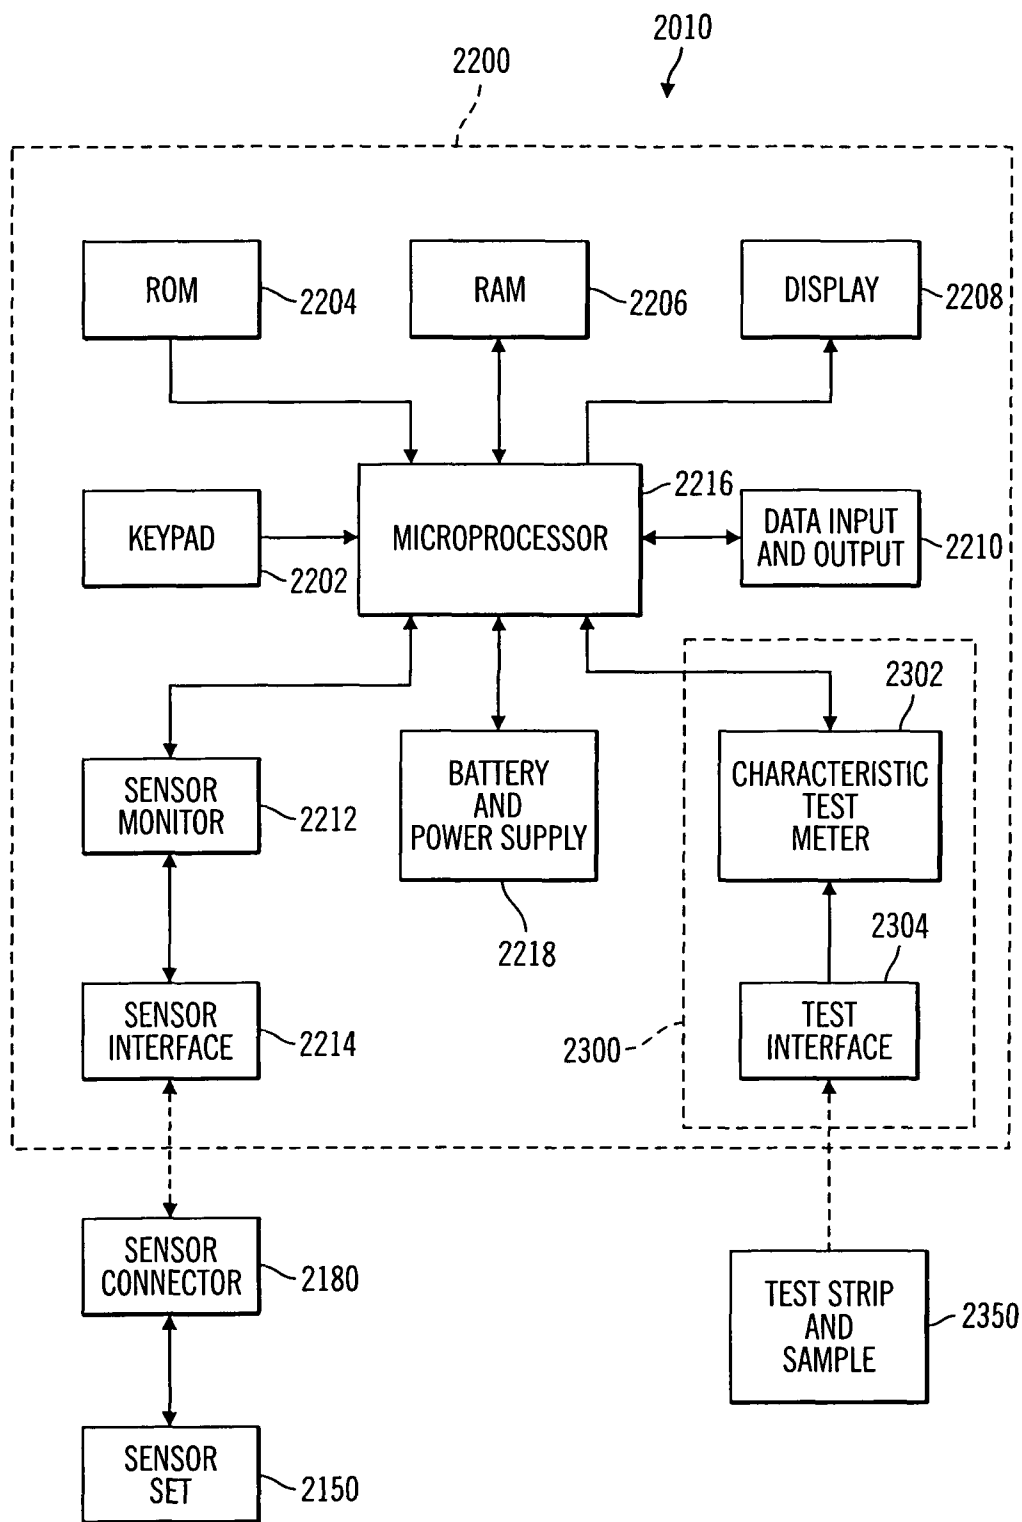 2010
2200
ROM
2204
RAM
2206
DISPLAY
2208
KEYPAD
2202
MICROPROCESSOR
2216
DATA INPUT
AND OUTPUT
2210
SENSOR
MONITOR
2212
BATTERY
AND
POWER SUPPLY
2218
2302
CHARACTERISTIC
TEST
METER
2304
SENSOR
INTERFACE
2214
2300
TEST
INTERFACE
SENSOR
CONNECTOR
2180
TEST STRIP
AND
SAMPLE
2350
SENSOR
SET
2150